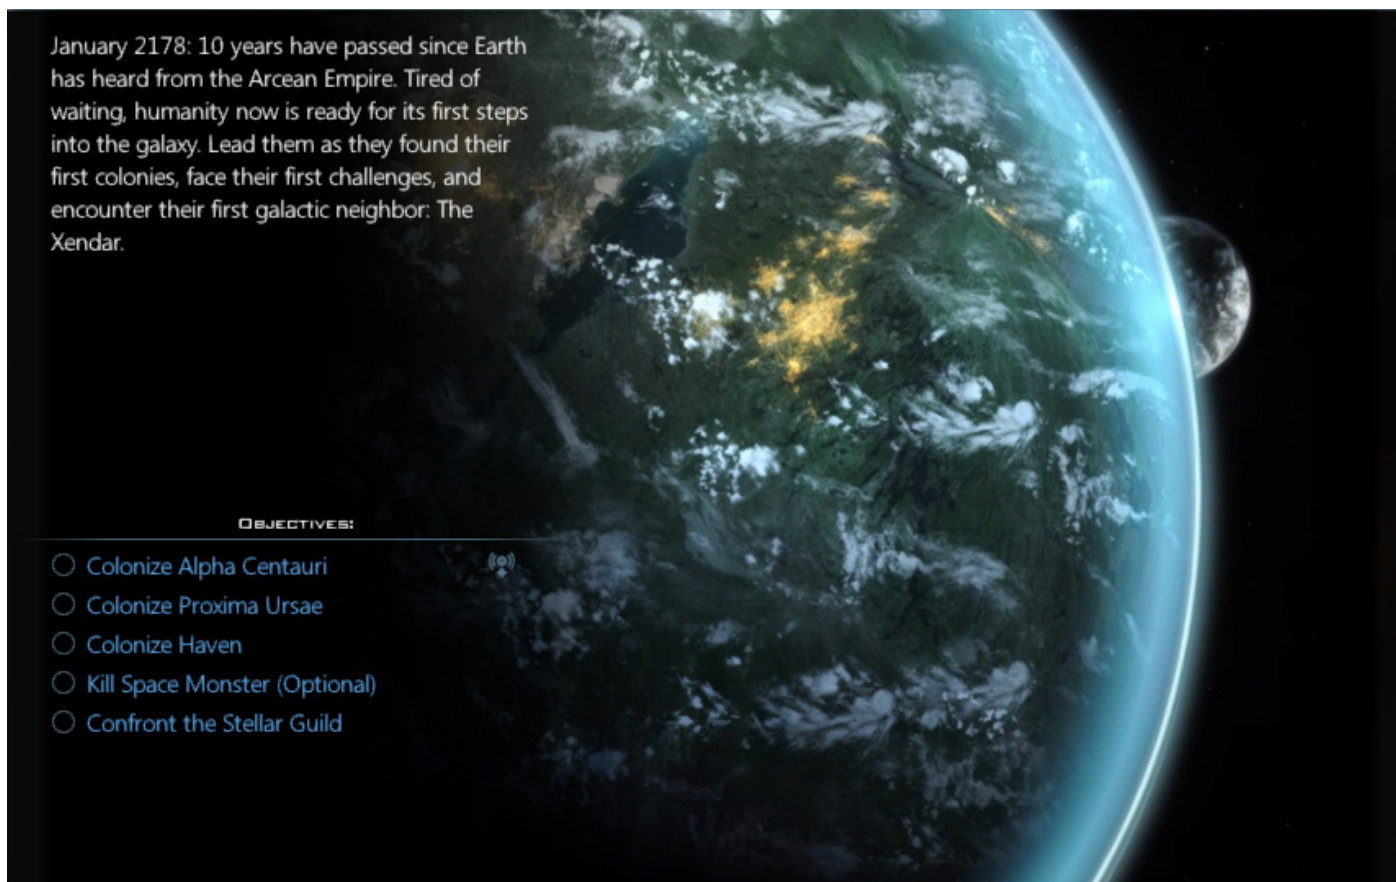 January 2178: 10 years have passed since Earth
has heard from the Arcean Empire. Tired of
waiting, humanity now is ready for its first steps
into the galaxy. Lead them as they found their
first colonies, face their first challenges, and
encounter their first galactic neighbor: The
Xendar.
Objectives:
Colonize Alpha Centauri
Colonize Proxima Ursae
Colonize Haven
Kill Space Monster (Optional)
Confront the Stellar Guild